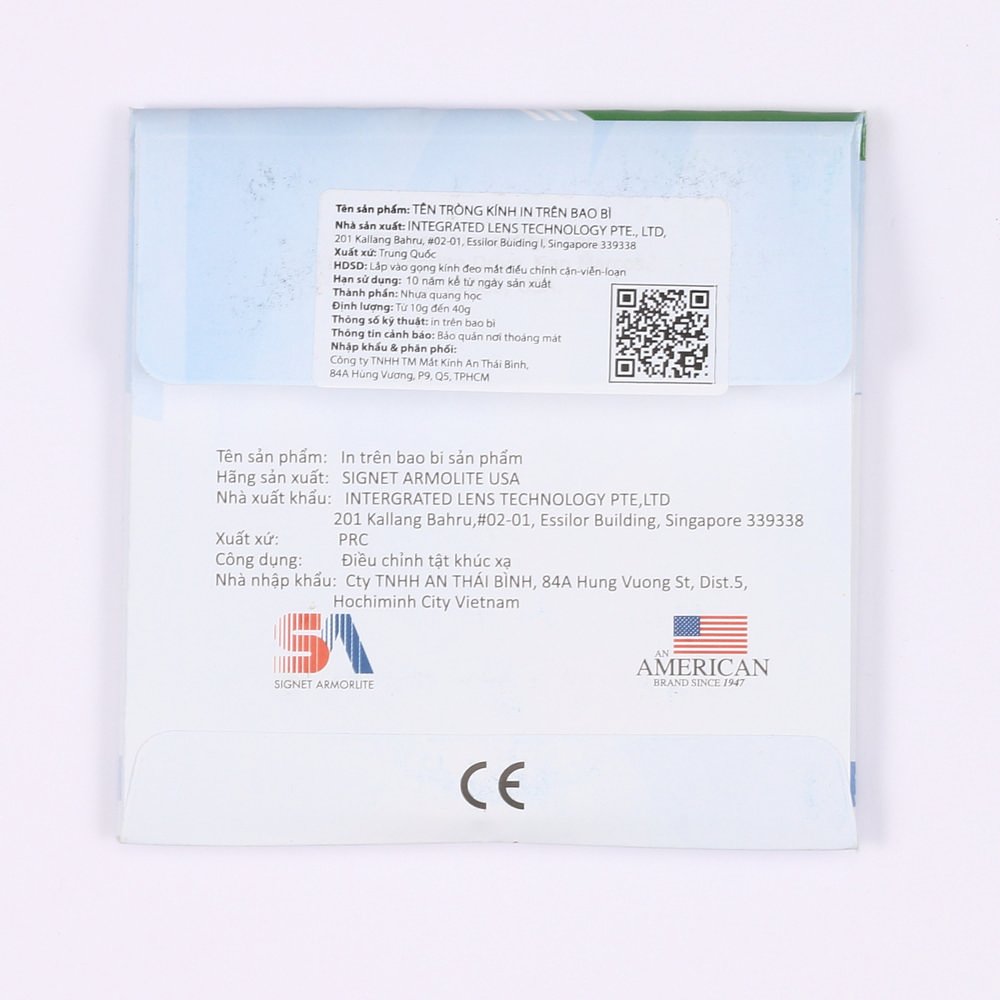 Tên sản phẩm: TÊN TRÒNG KÍNH IN TRÊN BAO BÌ
Nhà sản xuất: INTEGRATED LENS TECHNOLOGY PTE., LTD,
201 Kallang Bahru, #02-01, Essilor Buiding I, Singapore 339338
Xuất xứ: Trung Quốc
HDSD: Lắp vào gọng kính đeo mắt điều chỉnh cận-viễn-loạn
Hạn sử dụng: 10 năm kể từ ngày sản xuất
Thành phần: Nhựa quang học
Định lượng: Từ 10g đến 40g
Thông số kỹ thuật: in trên bao bì
Thông tin cảnh báo: Bảo quản nơi thoáng mát
Nhập khẩu & phân phối:
Công ty TNHH TM Mắt Kính An Thái Bình,
84A Hùng Vương, P9, Q5, TPHCM
Tên sản phẩm: In trên bao bi sản phẩm
Hãng sản xuất: SIGNET ARMOLITE USA
Nhà xuất khẩu: INTERGRATED LENS TECHNOLOGY PTE,LTD
201 Kallang Bahru,#02-01, Essilor Building, Singapore 339338
Xuất xứ: PRC
Công dụng: Điều chỉnh tật khúc xạ
Nhà nhập khẩu: Cty TNHH AN THÁI BÌNH, 84A Hung Vuong St, Dist.5,
Hochiminh City Vietnam
SA
SIGNET ARMORLITE
AN
AMERICAN
BRAND SINCE 1947
CE